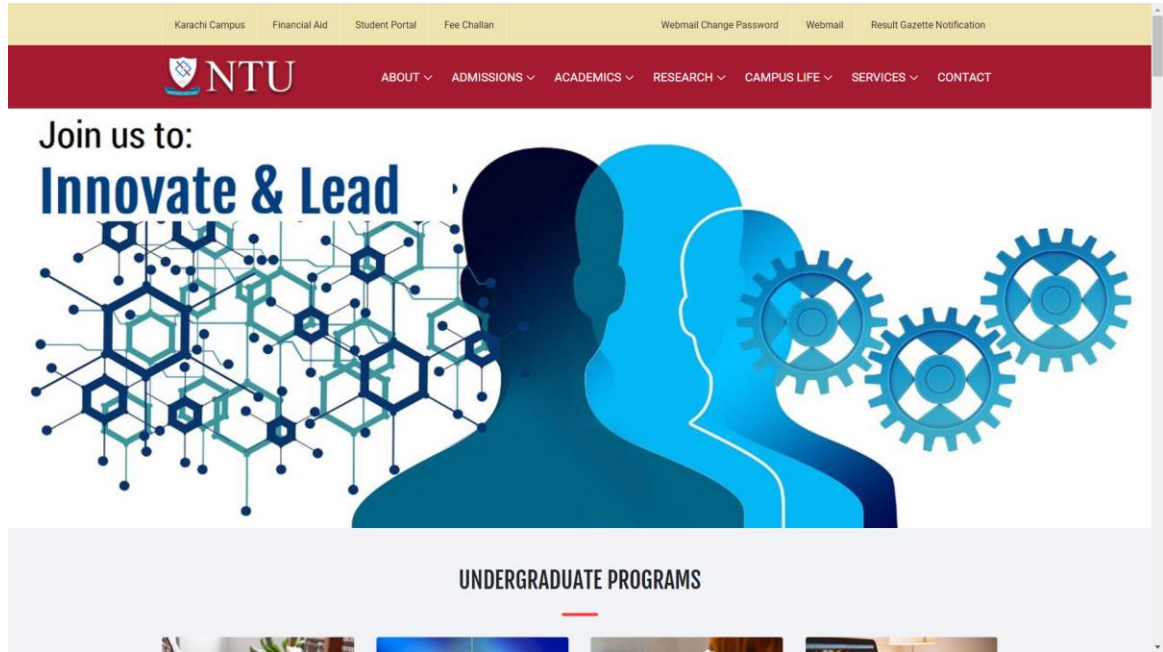 Karachi Campus Financial Aid Student Portal Fee Challan Webmail Change Password Webmail Result Gazette Notification
NTU ABOUT ADMISSIONS ACADEMICS RESEARCH CAMPUS LIFE SERVICES CONTACT
Join us to:
Innovate & Lead
UNDERGRADUATE PROGRAMS